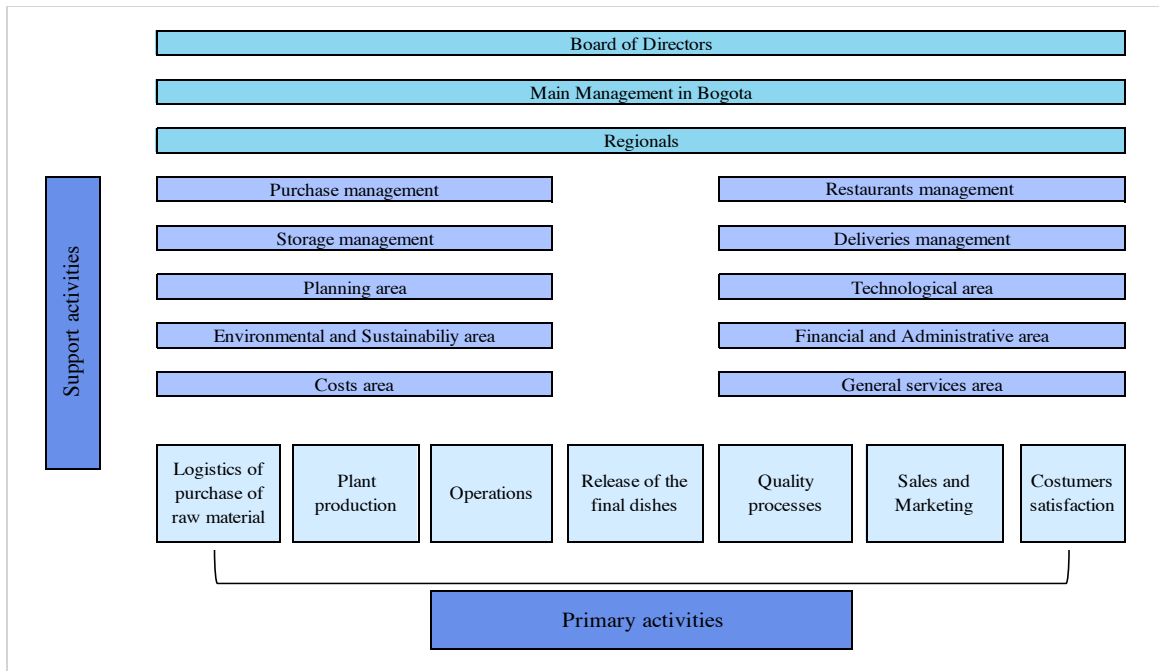 Board of Directors
Main Management in Bogota
Regionals
Support activities
Purchase management
Restaurants management
Storage management
Deliveries management
Planning area
Technological area
Environmental and Sustainabiliy area
Financial and Administrative area
Costs area
General services area
Logistics of
purchase of
raw material
Plant
production
Operations
Release of the
final dishes
Quality
processes
Sales and
Marketing
Costumers
satisfaction
Primary activities